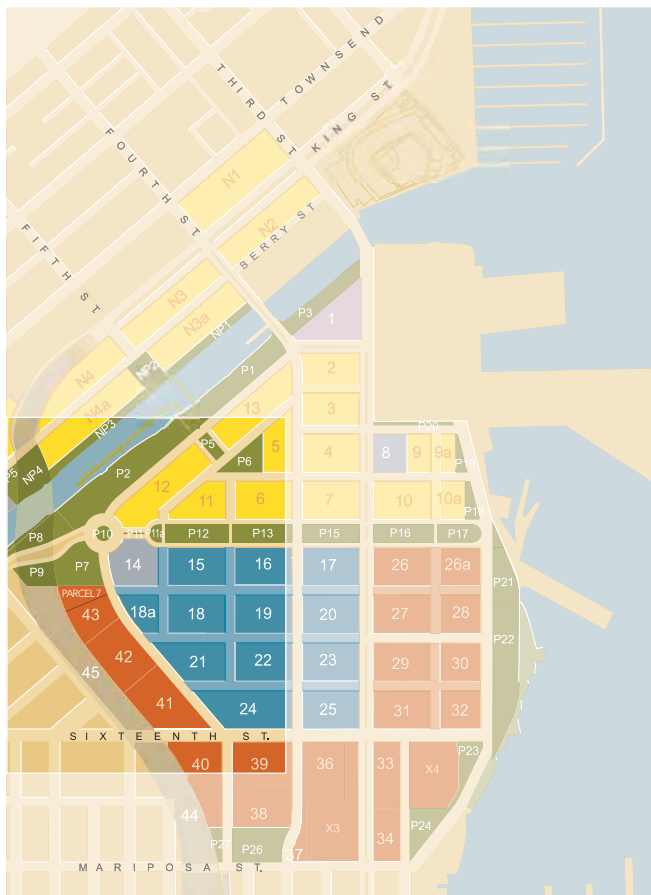 TOWNSEND
THIRD ST.
KING ST
FOURTH ST.
N1
N2
BERRY ST
FIFTH ST.
N3
N3a
NP1
P3
1
N4
NP2
P1
2
N4a
13
3
NP3
P20
P5
P5
NP4
P2
P6
5
4
8
9
9a
P19
12
11
6
7
10
10a
P18
P8
P10
P11
P11a
P12
P13
P15
P16
P17
P9
P7
14
15
16
17
26
26a
P21
PARCEL 7
43
18a
18
19
20
27
28
P22
45
42
21
22
23
29
30
41
24
25
31
32
SIXTEENTH ST.
40
39
36
33
X4
P23
44
38
X3
34
P24
P27
P26
37
MARIPOSA ST.